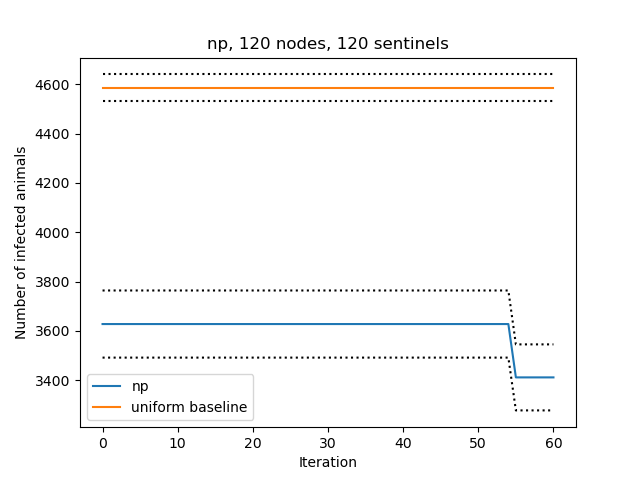 np, 120 nodes, 120 sentinels
Number of infected animals
4600
4400
4200
4000
3800
3600
3400
np
uniform baseline
0 10 20 30 40 50 60
Iteration